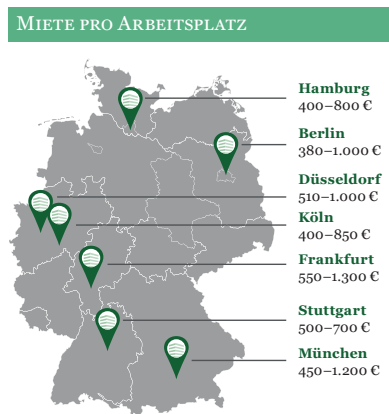 Miete pro Arbeitsplatz
Hamburg
400–800 €
Berlin
380–1.000 €
Düsseldorf
510–1.000 €
Köln
400–850 €
Frankfurt
550–1.300 €
Stuttgart
500–700 €
München
450–1.200 €